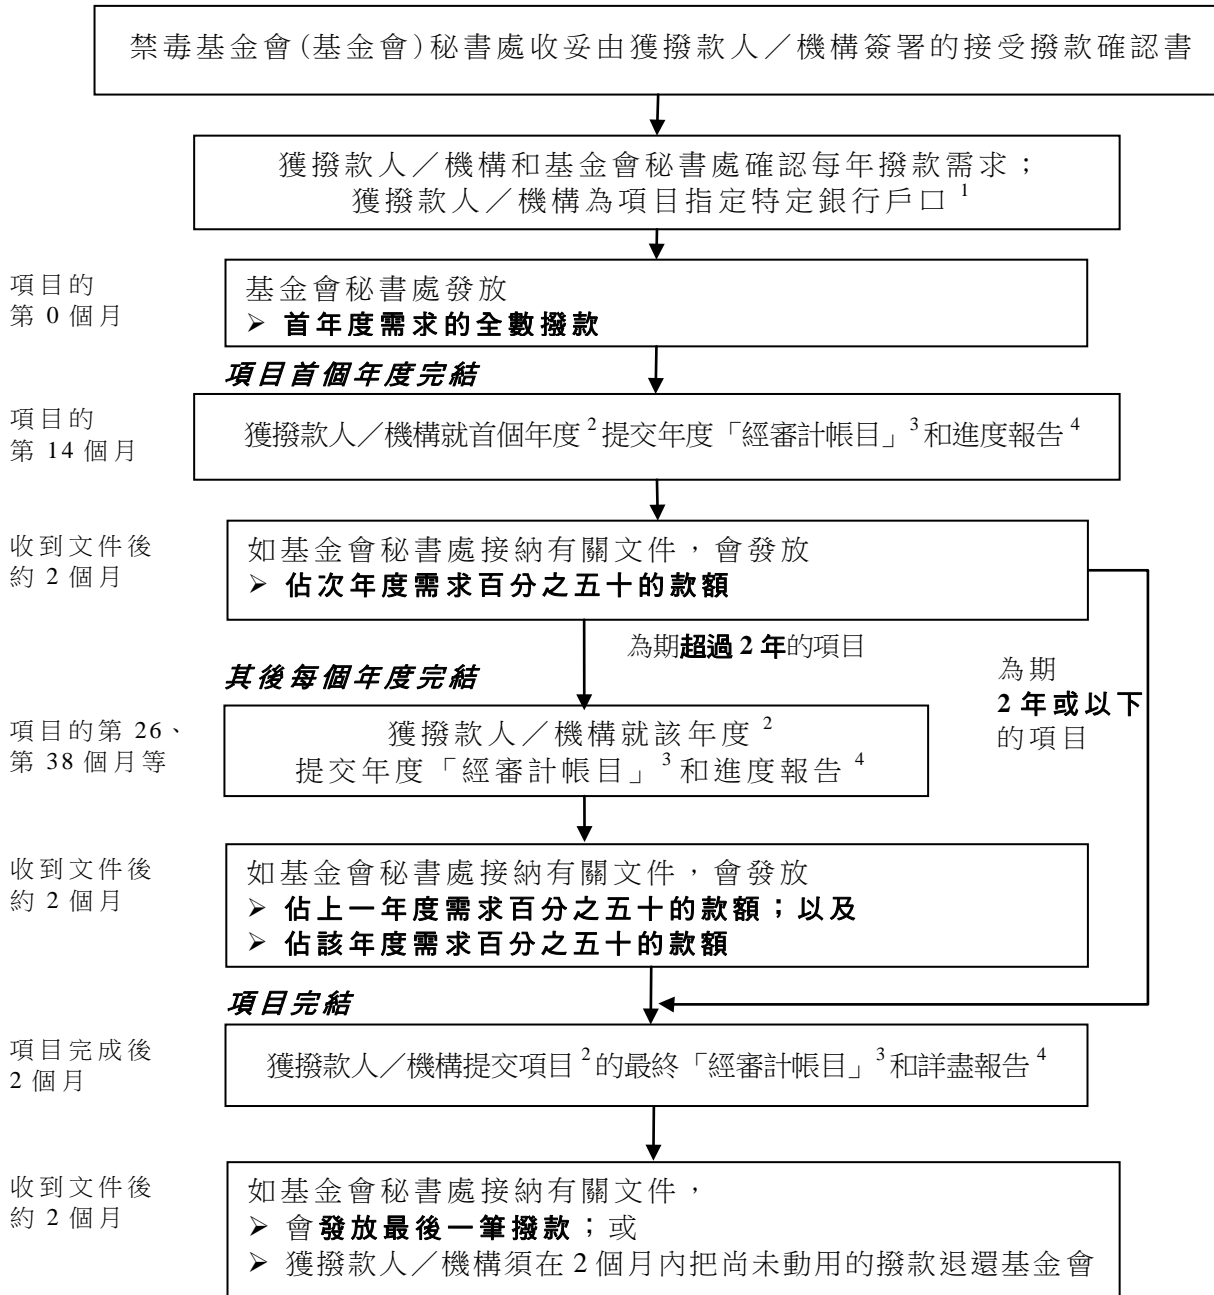 禁毒基金會(基金會)秘書處收妥由獲撥款人／機構簽署的接受撥款確認書
獲撥款人／機構和基金會秘書處確認每年撥款需求；
獲撥款人／機構為項目指定特定銀行戶口 1
項目的
第 0 個月
基金會秘書處發放
➢ 首年度需求的全數撥款
項目首個年度完結
項目的
第 14 個月
獲撥款人／機構就首個年度 2 提交年度「經審計帳目」3 和進度報告 4
收到文件後
約 2 個月
如基金會秘書處接納有關文件，會發放
➢ 佔次年度需求百分之五十的款額
為期超過 2 年的項目
為期
2 年或以下
的項目
其後每個年度完結
項目的第 26、
第 38 個月等
獲撥款人／機構就該年度 2
提交年度「經審計帳目」3 和進度報告 4
收到文件後
約 2 個月
如基金會秘書處接納有關文件，會發放
➢ 佔上一年度需求百分之五十的款額；以及
➢ 佔該年度需求百分之五十的款額
項目完結
項目完成後
2 個月
獲撥款人／機構提交項目 2 的最終「經審計帳目」3 和詳盡報告 4
收到文件後
約 2 個月
如基金會秘書處接納有關文件，
➢ 會發放最後一筆撥款；或
➢ 獲撥款人／機構須在 2 個月內把尚未動用的撥款退還基金會